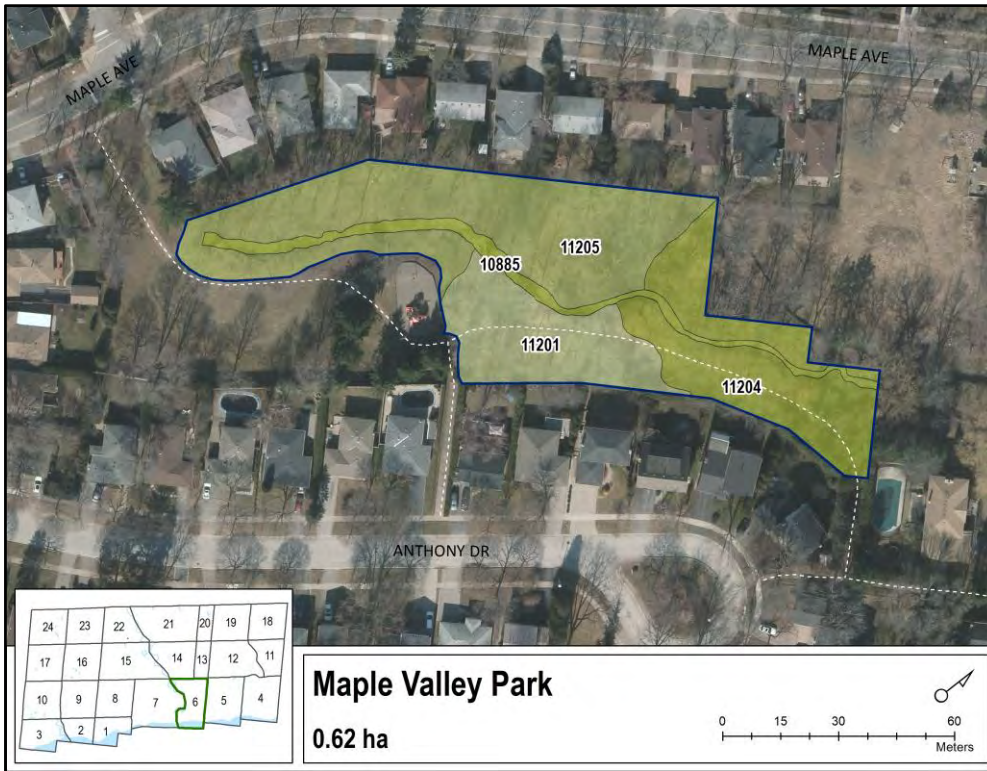 MAPLE AVE
MAPLE AVE
11205
10885
11201
11204
ANTHONY DR
24 23 22 21 20 19 18
17 16 15 14 13 12 11
10 9 8 7 6 5 4
3 2 1
Maple Valley Park
0.62 ha
0 15 30 60
Meters